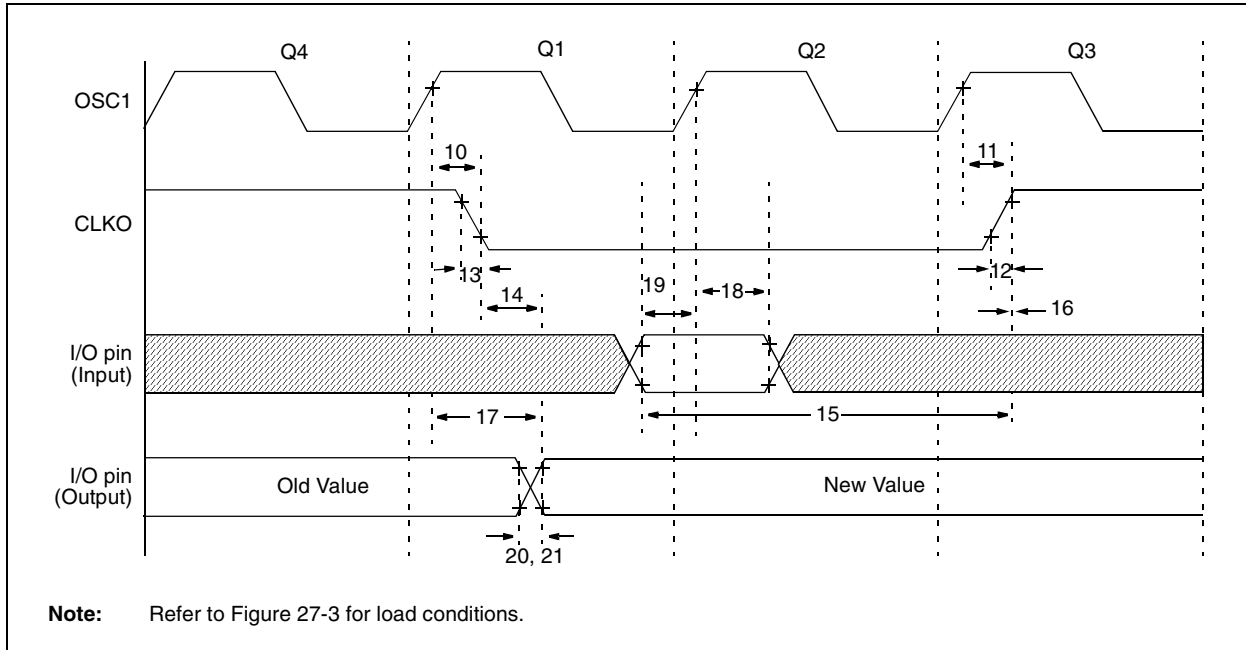 Q4 Q1 Q2 Q3
OSC1
10 11
CLKO
13 14 19 18 12
16
I/O pin
(Input)
17 15
I/O pin
(Output)
Old Value New Value
20, 21
Note: Refer to Figure 27-3 for load conditions.